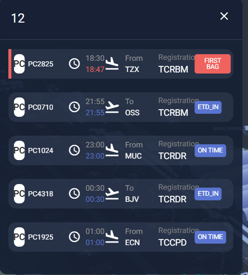 12
PC PC2825 18:30 18:47 From TZX Registration TCRBM FIRST BAG
PC PC0710 21:55 21:55 To OSS Registration TCRBM ETD_IN
PC PC1024 23:00 23:00 From MUC Registration TCRDR ON TIME
PC PC4318 00:30 00:30 To BJV Registration TCRDR ETD_IN
PC PC1925 01:00 01:00 From ECN Registration TCCPD ON TIME